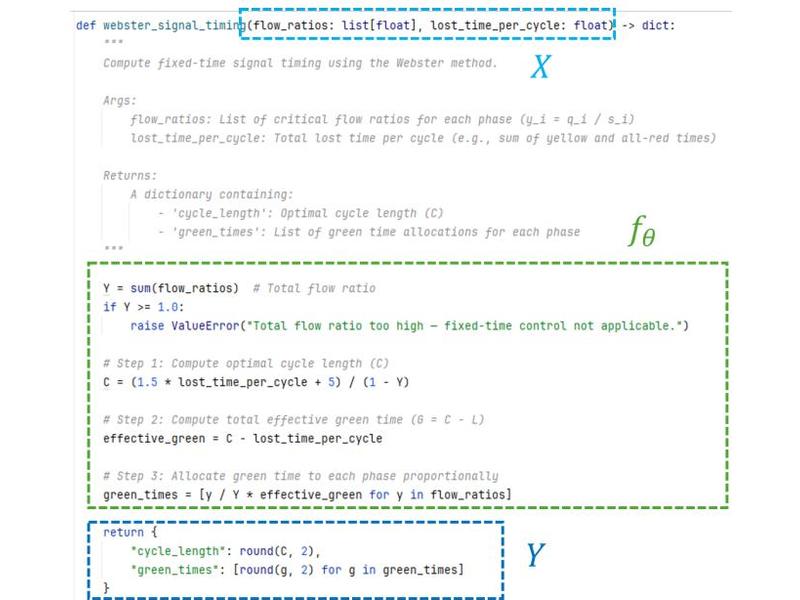 def webster_signal_timing(flow_ratios: list[float], lost_time_per_cycle: float) -> dict:
"""
Compute fixed-time signal timing using the Webster method.
X
Args:
flow_ratios: List of critical flow ratios for each phase (y_i = q_i / s_i)
lost_time_per_cycle: Total lost time per cycle (e.g., sum of yellow and all-red times)
Returns:
A dictionary containing:
- 'cycle_length': Optimal cycle length (C)
- 'green_times': List of green time allocations for each phase
fθ
"""
Y = sum(flow_ratios)  # Total flow ratio
if Y >= 1.0:
raise ValueError("Total flow ratio too high — fixed-time control not applicable.")
# Step 1: Compute optimal cycle length (C)
C = (1.5 * lost_time_per_cycle + 5) / (1 - Y)
# Step 2: Compute total effective green time (G = C - L)
effective_green = C - lost_time_per_cycle
# Step 3: Allocate green time to each phase proportionally
green_times = [y / Y * effective_green for y in flow_ratios]
return {
"cycle_length": round(C, 2),
"green_times": [round(g, 2) for g in green_times]
}
Y